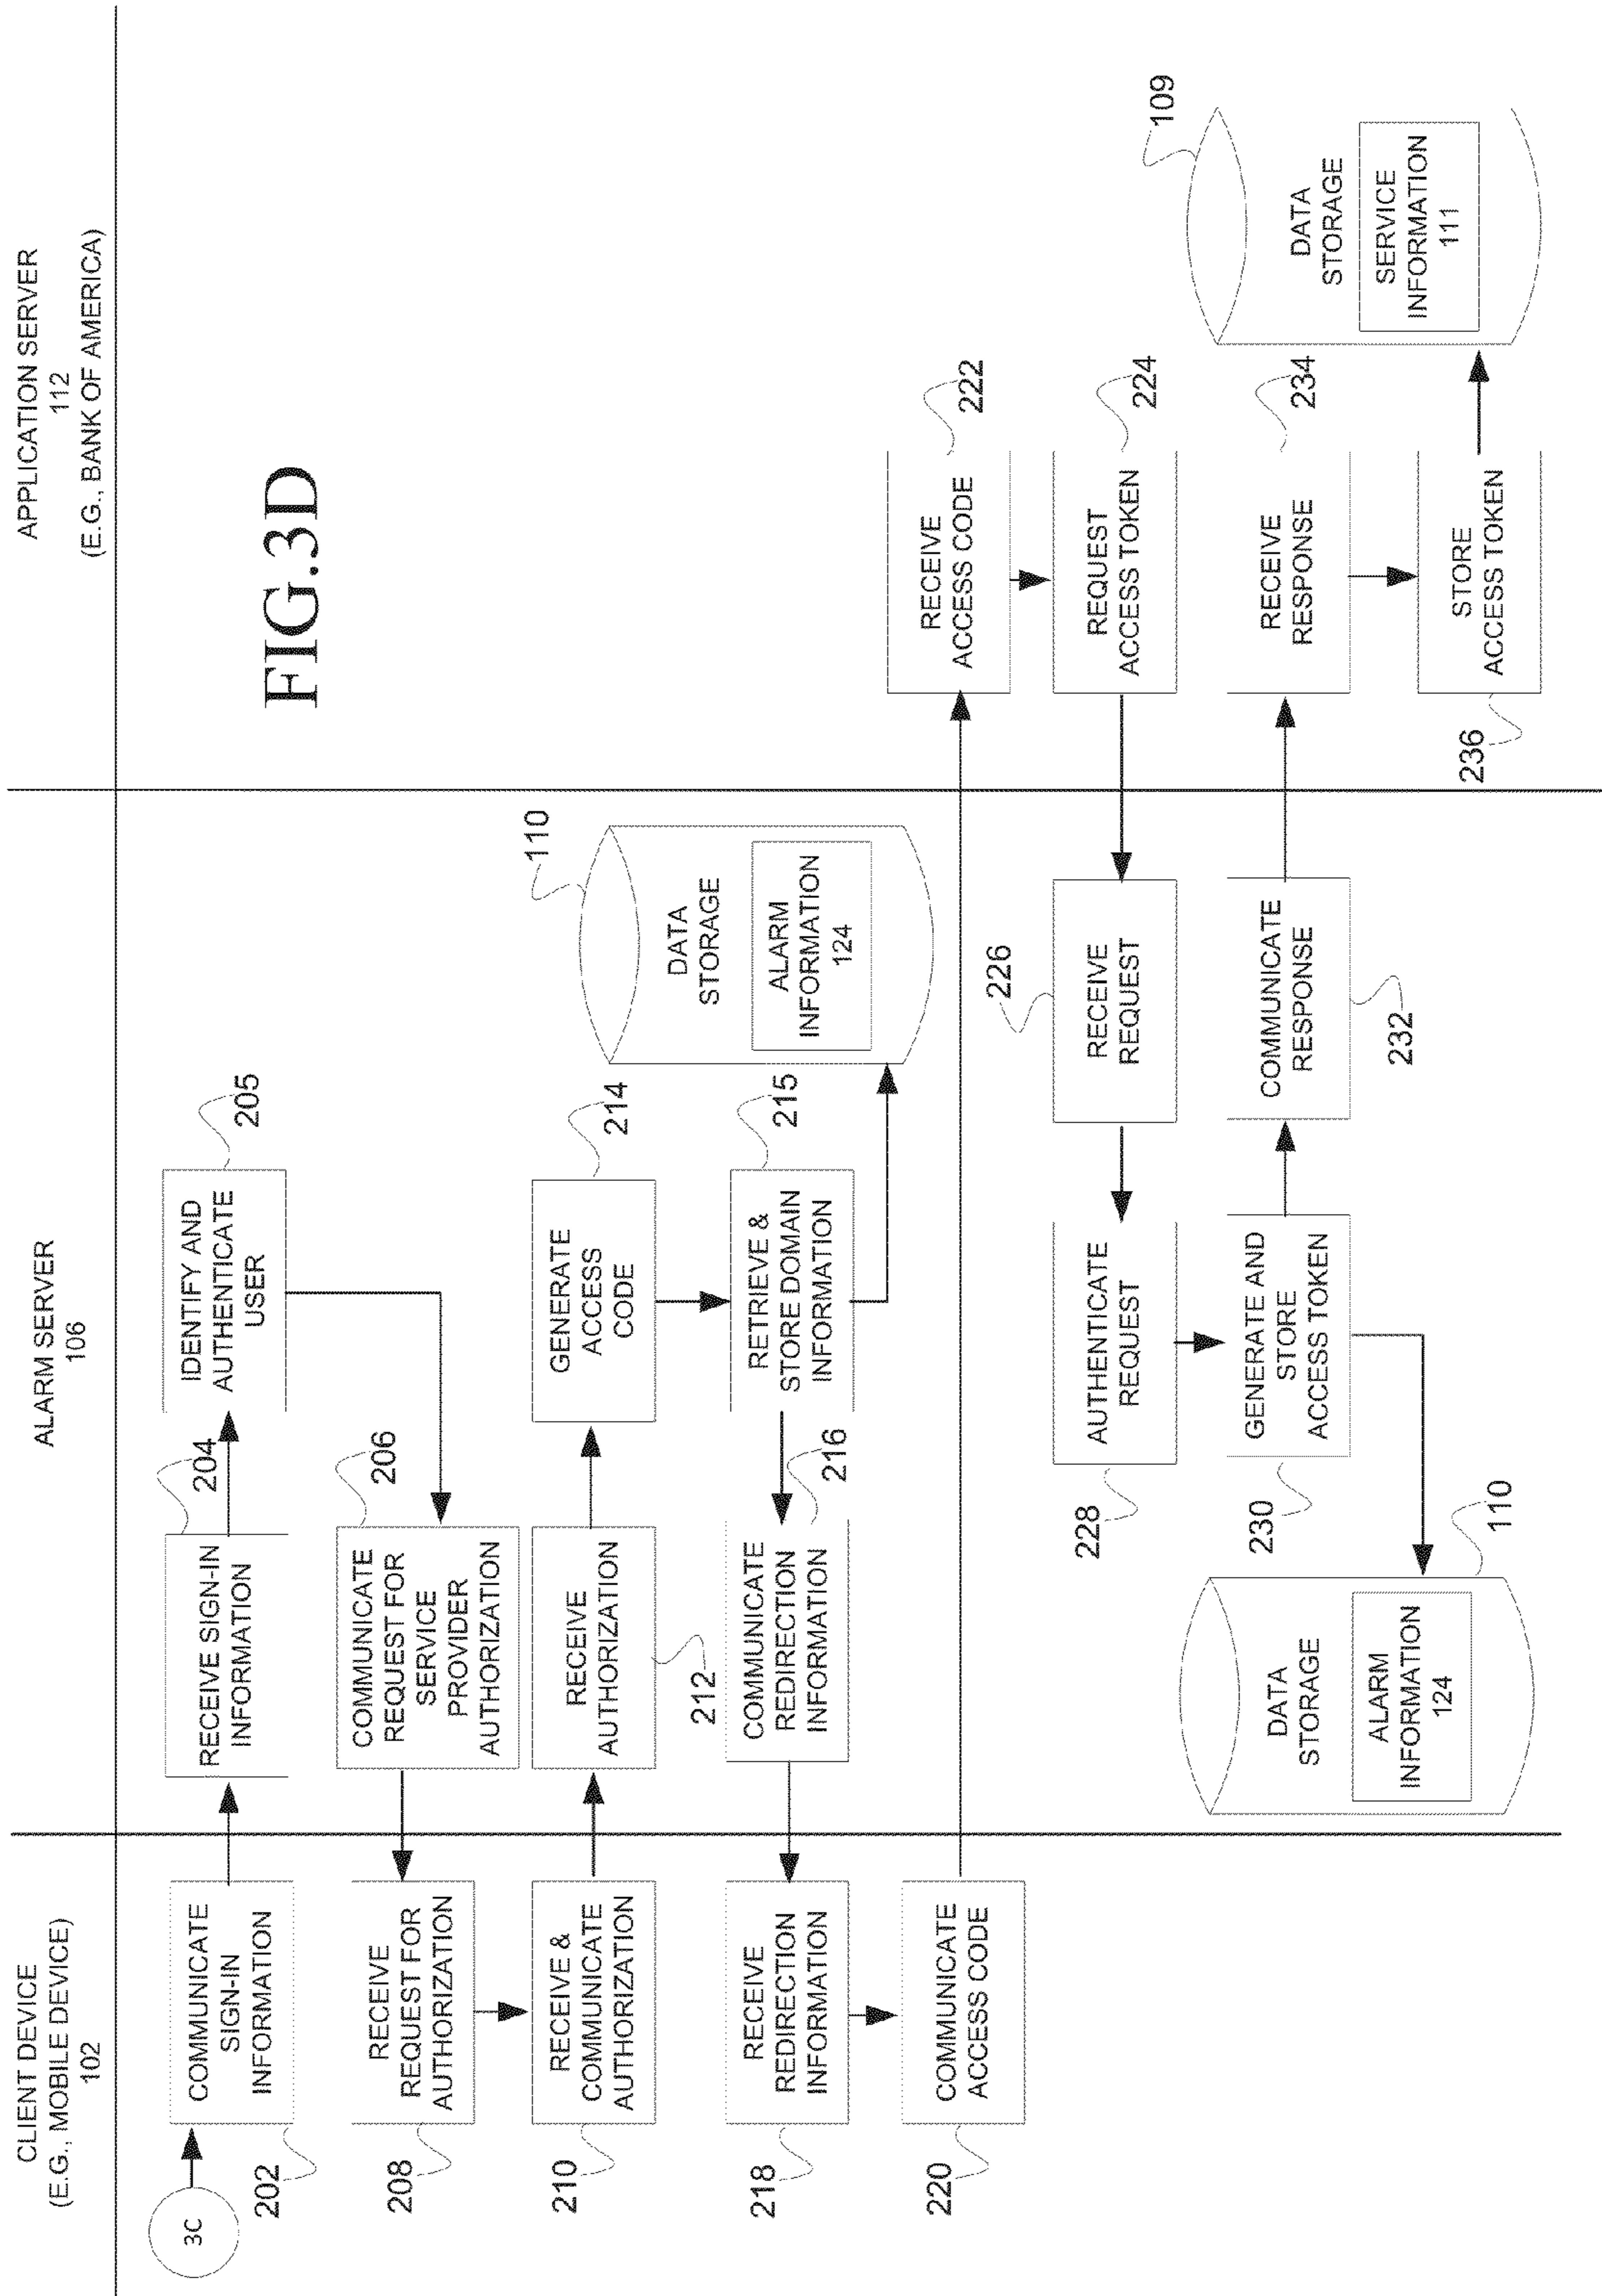 CLIENT DEVICE
(E.G., MOBILE DEVICE)
102
ALARM SERVER
106
APPLICATION SERVER
112
(E.G., BANK OF AMERICA)
FIG.3D
3C
COMMUNICATE
SIGN-IN
INFORMATION
202
RECEIVE SIGN-IN
INFORMATION
204
IDENTIFY AND
AUTHENTICATE
USER
205
COMMUNICATE
REQUEST FOR
SERVICE
PROVIDER
AUTHORIZATION
206
RECEIVE
REQUEST FOR
AUTHORIZATION
208
RECEIVE &
COMMUNICATE
AUTHORIZATION
210
RECEIVE
AUTHORIZATION
212
GENERATE
ACCESS
CODE
214
RETRIEVE &
STORE DOMAIN
INFORMATION
215
DATA
STORAGE
ALARM
INFORMATION
124
110
COMMUNICATE
REDIRECTION
INFORMATION
216
RECEIVE
REDIRECTION
INFORMATION
218
COMMUNICATE
ACCESS CODE
220
RECEIVE
ACCESS CODE
222
REQUEST
ACCESS TOKEN
224
RECEIVE
REQUEST
226
AUTHENTICATE
REQUEST
228
GENERATE AND
STORE
ACCESS TOKEN
230
DATA
STORAGE
ALARM
INFORMATION
124
110
COMMUNICATE
RESPONSE
232
RECEIVE
RESPONSE
234
STORE
ACCESS TOKEN
236
DATA
STORAGE
SERVICE
INFORMATION
111
109